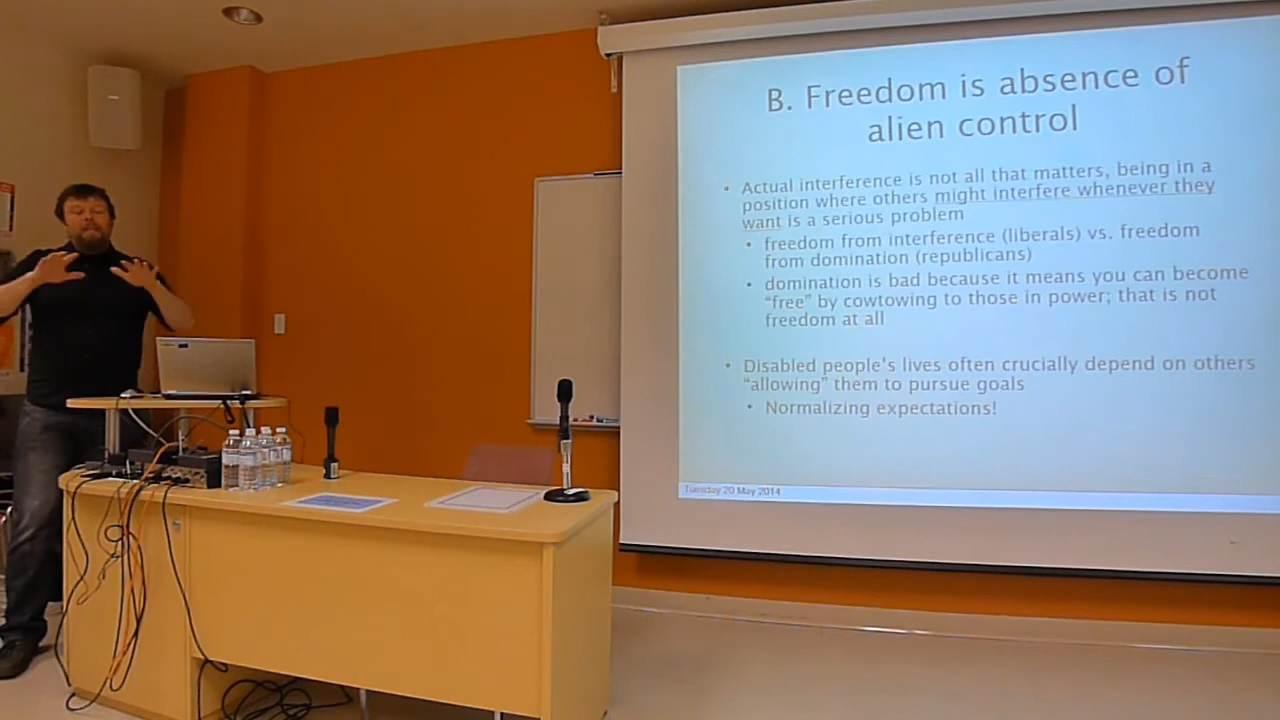 B. Freedom is absence of
alien control
• Actual interference is not all that matters, being in a
position where others might interfere whenever they
want is a serious problem
• freedom from interference (liberals) vs. freedom
from domination (republicans)
• domination is bad because it means you can become
“free” by cowtowing to those in power; that is not
freedom at all
• Disabled people's lives often crucially depend on others
“allowing” them to pursue goals
• Normalizing expectations!
Tuesday 20 May 2014